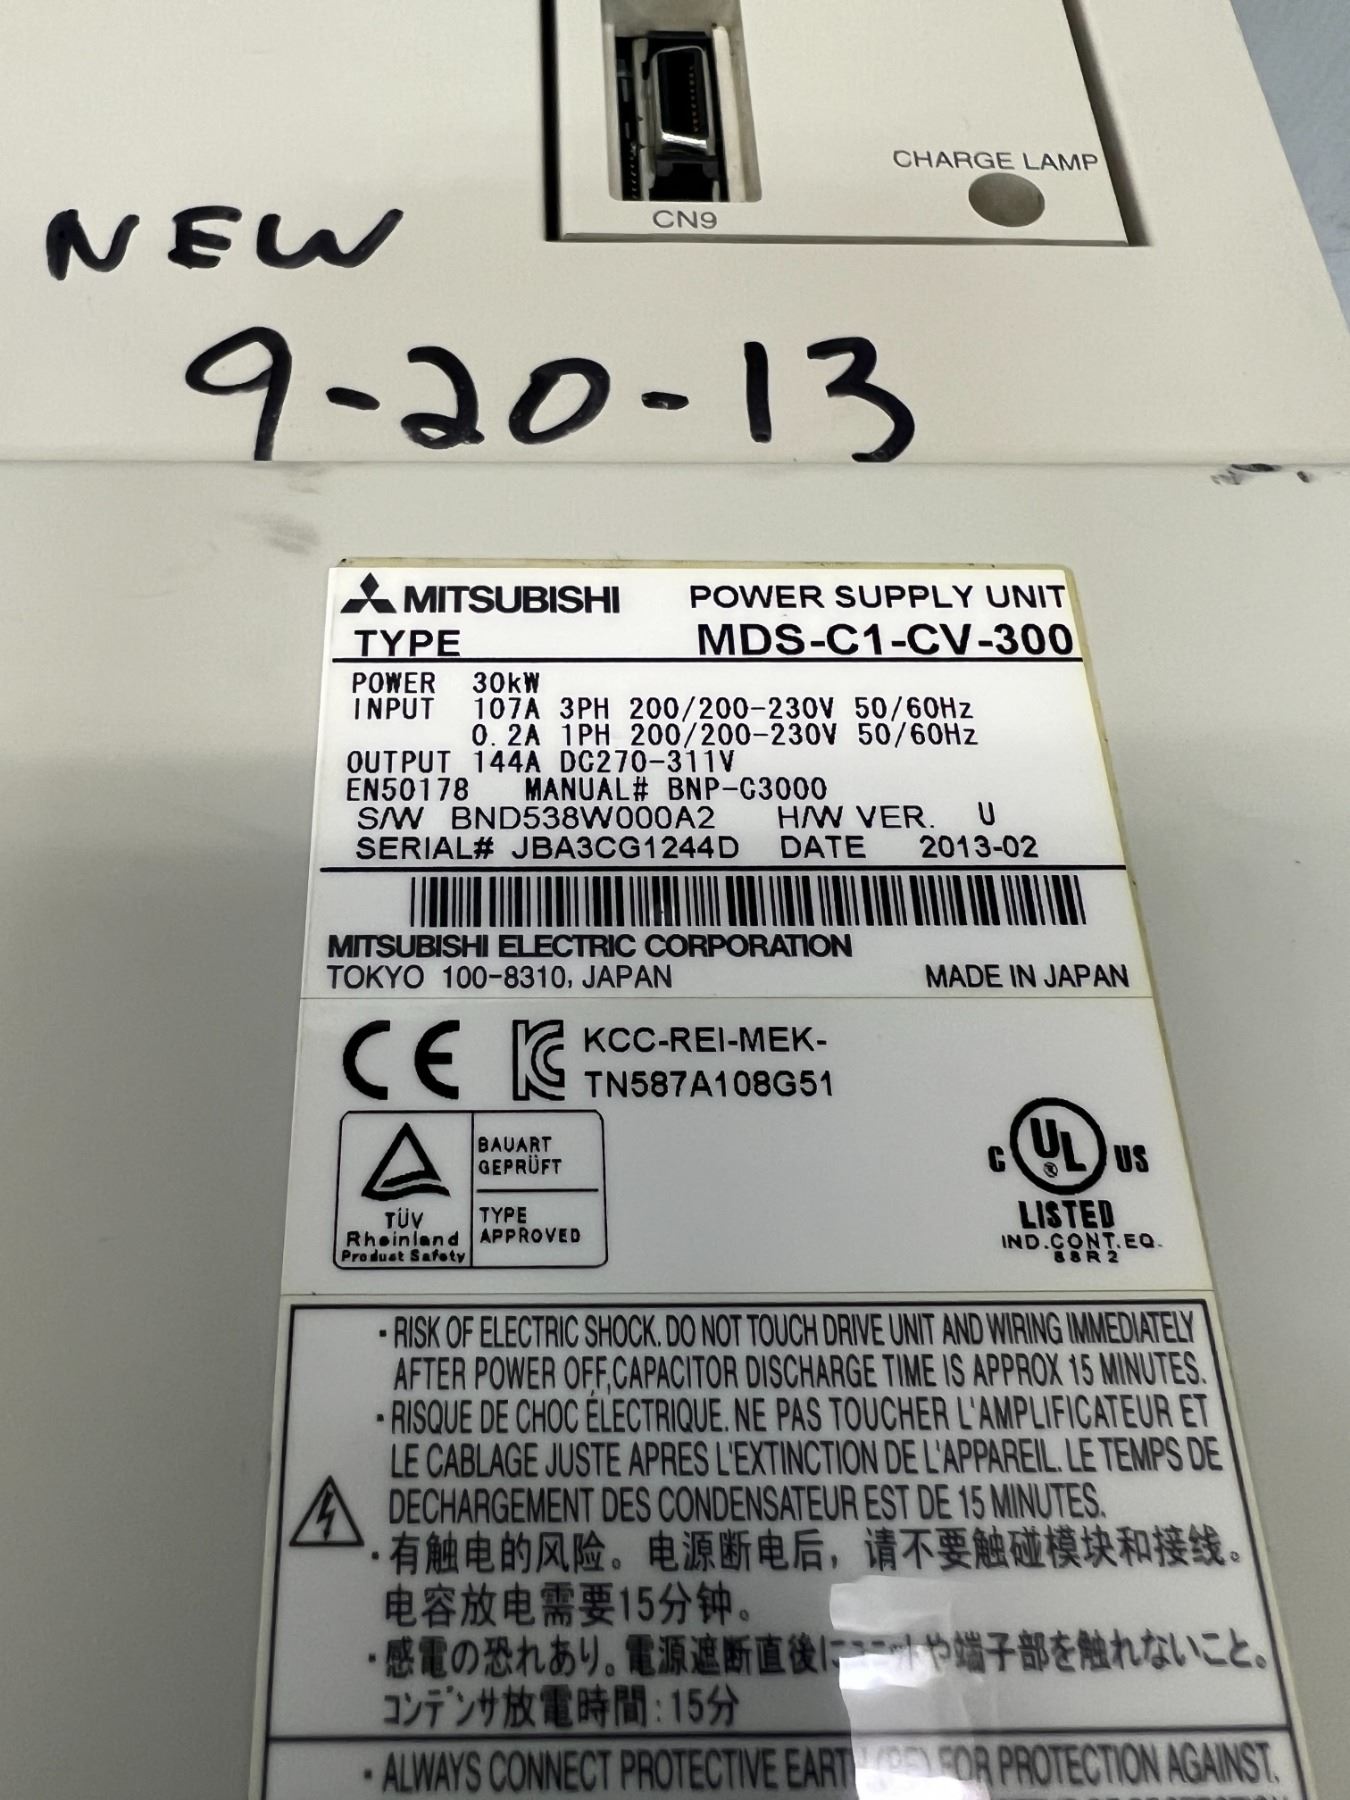 CHARGE LAMP
CN9
NEW
9-20-13
MITSUBISHI POWER SUPPLY UNIT
TYPE MDS-C1-CV-300
POWER 30kW
INPUT 107A 3PH 200/200-230V 50/60Hz
0.2A 1PH 200/200-230V 50/60Hz
OUTPUT 144A DC270-311V
EN50178 MANUAL# BNP-C3000
S/W BND538W000A2 H/W VER. U
SERIAL# JBA3CG1244D DATE 2013-02
MITSUBISHI ELECTRIC CORPORATION
TOKYO 100-8310, JAPAN MADE IN JAPAN
CE KC KCC-REI-MEK-
TN587A108G51
BAUART
GEPRÜFT
TÜV
Rheinland
Product Safety
TYPE
APPROVED
C UL ® US
LISTED
IND.CONT.EQ.
88R2
・RISK OF ELECTRIC SHOCK. DO NOT TOUCH DRIVE UNIT AND WIRING IMMEDIATELY
AFTER POWER OFF, CAPACITOR DISCHARGE TIME IS APPROX 15 MINUTES.
・RISQUE DE CHOC ÉLECTRIQUE. NE PAS TOUCHER L'AMPLIFICATEUR ET
LE CABLAGE JUSTE APRES L'EXTINCTION DE L'APPAREIL. LE TEMPS DE
DECHARGEMENT DES CONDENSATEUR EST DE 15 MINUTES.
・有触电的风险。电源断电后，请不要触碰模块和接线。
电容放电需要15分钟。
・感電の恐れあり。電源遮断直後にユニットや端子部を触れないこと。
コンデンサ放電時間：15分
・ALWAYS CONNECT PROTECTIVE EARTH (PE) FOR PROTECTION AGAINST.